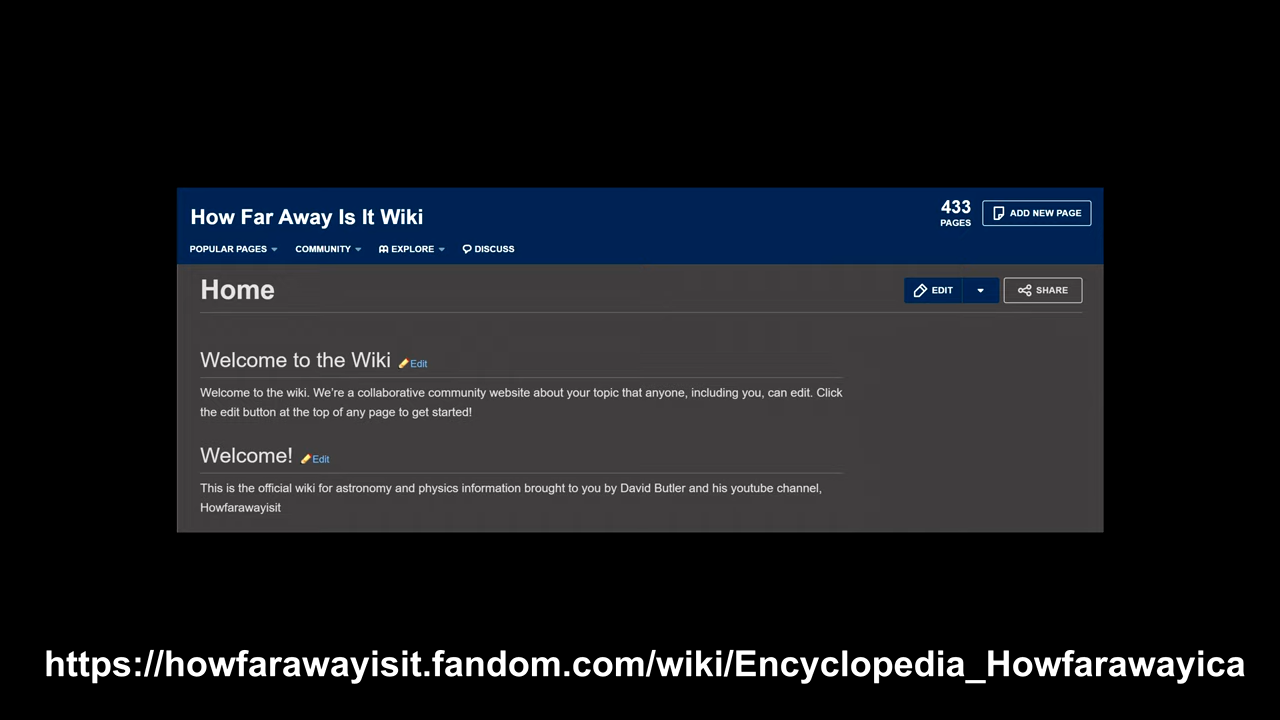 How Far Away Is It Wiki
433
PAGES
ADD NEW PAGE
POPULAR PAGES COMMUNITY EXPLORE DISCUSS
Home
EDIT
SHARE
Welcome to the Wiki Edit
Welcome to the wiki. We're a collaborative community website about your topic that anyone, including you, can edit. Click
the edit button at the top of any page to get started!
Welcome! Edit
This is the official wiki for astronomy and physics information brought to you by David Butler and his youtube channel,
Howfarawayisit
https://howfarawayisit.fandom.com/wiki/Encyclopedia_Howfarawayica